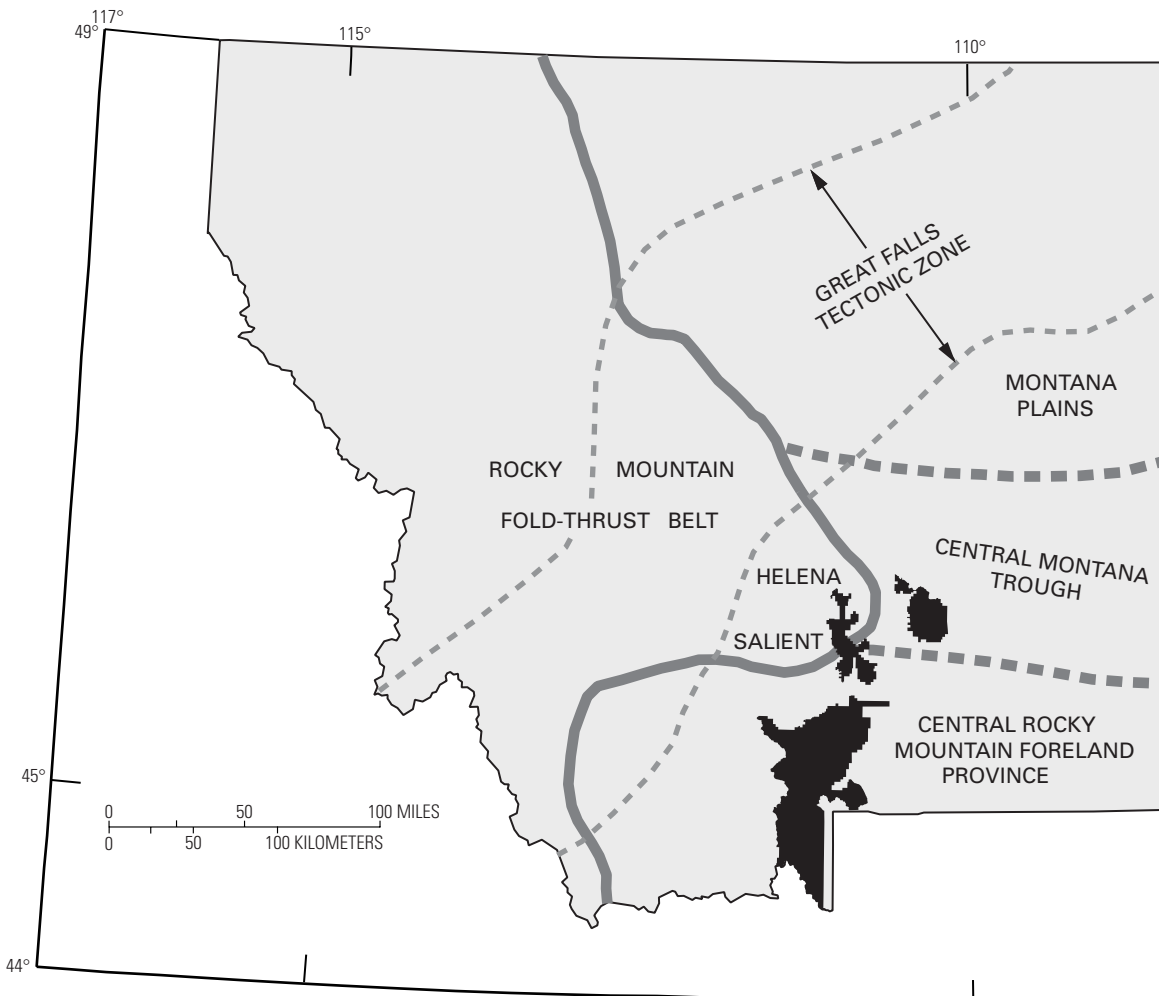 117°
49°
115°
110°
GREAT FALLS
TECTONIC ZONE
MONTANA
PLAINS
ROCKY MOUNTAIN
FOLD-THRUST BELT
CENTRAL MONTANA
TROUGH
HELENA
SALIENT
CENTRAL ROCKY
MOUNTAIN FORELAND
PROVINCE
45°
0 50 100 MILES
0 50 100 KILOMETERS
44°